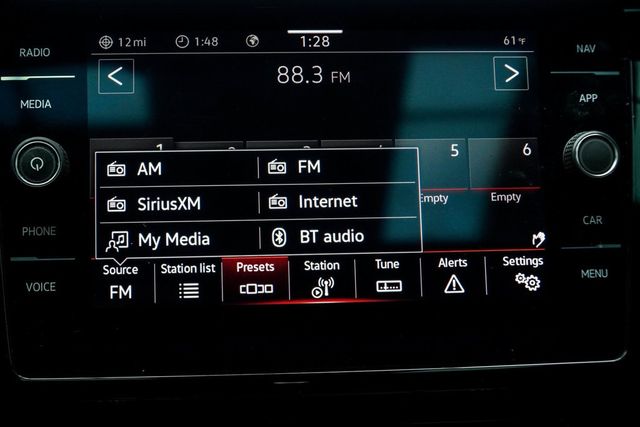 RADIO
MEDIA
PHONE
VOICE
12 mi
1:48
1:28
61°F
88.3 FM
1
5
6
Empty
Empty
AM
FM
SiriusXM
Internet
My Media
BT audio
Source
FM
Station list
Presets
Station
Tune
Alerts
Settings
NAV
APP
CAR
MENU